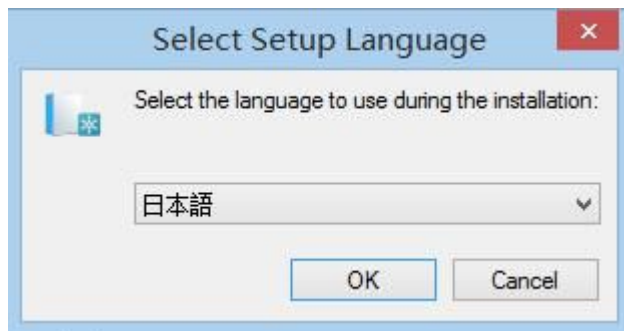 Select Setup Language
Select the language to use during the installation:
日本語
OK
Cancel